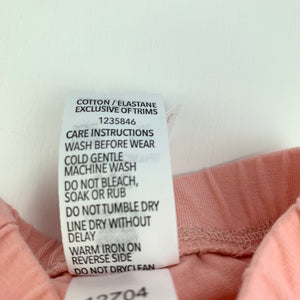 COTTON / ELASTANE
EXCLUSIVE OF TRIMS
1235846
CARE INSTRUCTIONS
WASH BEFORE WEAR
COLD GENTLE
MACHINE WASH
DO NOT BLEACH,
SOAK OR RUB
DO NOT TUMBLE DRY
LINE DRY WITHOUT
DELAY
WARM IRON ON
REVERSE SIDE
DO NOT DRYCLEAN